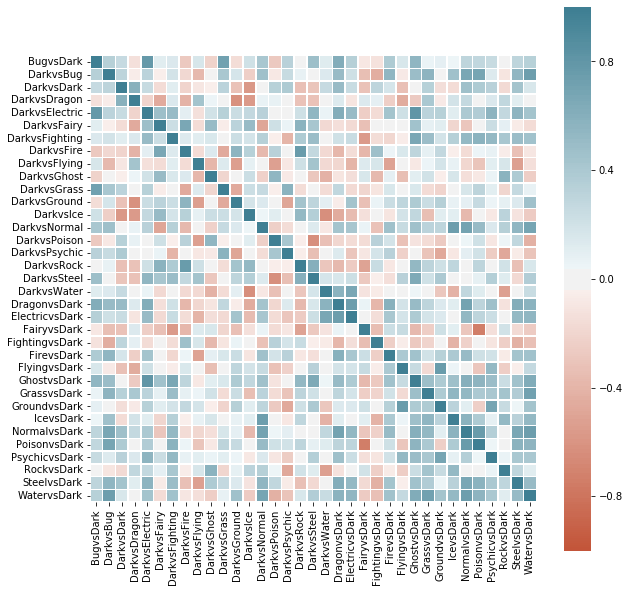 BugvsDark
DarkvsBug
DarkvsDark
DarkvsDragon
DarkvsElectric
DarkvsFairy
DarkvsFighting
DarkvsFire
DarkvsFlying
DarkvsGhost
DarkvsGrass
DarkvsGround
DarkvsIce
DarkvsNormal
DarkvsPoison
DarkvsPsychic
DarkvsRock
DarkvsSteel
DarkvsWater
DragonvsDark
ElectricvsDark
FairyvsDark
FightingvsDark
FirevsDark
FlyingvsDark
GhostvsDark
GrassvsDark
GroundvsDark
IcevsDark
NormalvsDark
PoisonvsDark
PsychicvsDark
RockvsDark
SteelvsDark
WatervsDark
BugvsDark
DarkvsBug
DarkvsDark
DarkvsDragon
DarkvsElectric
DarkvsFairy
DarkvsFighting
DarkvsFire
DarkvsFlying
DarkvsGhost
DarkvsGrass
DarkvsGround
DarkvsIce
DarkvsNormal
DarkvsPoison
DarkvsPsychic
DarkvsRock
DarkvsSteel
DarkvsWater
DragonvsDark
ElectricvsDark
FairyvsDark
FightingvsDark
FirevsDark
FlyingvsDark
GhostvsDark
GrassvsDark
GroundvsDark
IcevsDark
NormalvsDark
PoisonvsDark
PsychicvsDark
RockvsDark
SteelvsDark
WatervsDark
0.8
0.4
0.0
−0.4
−0.8